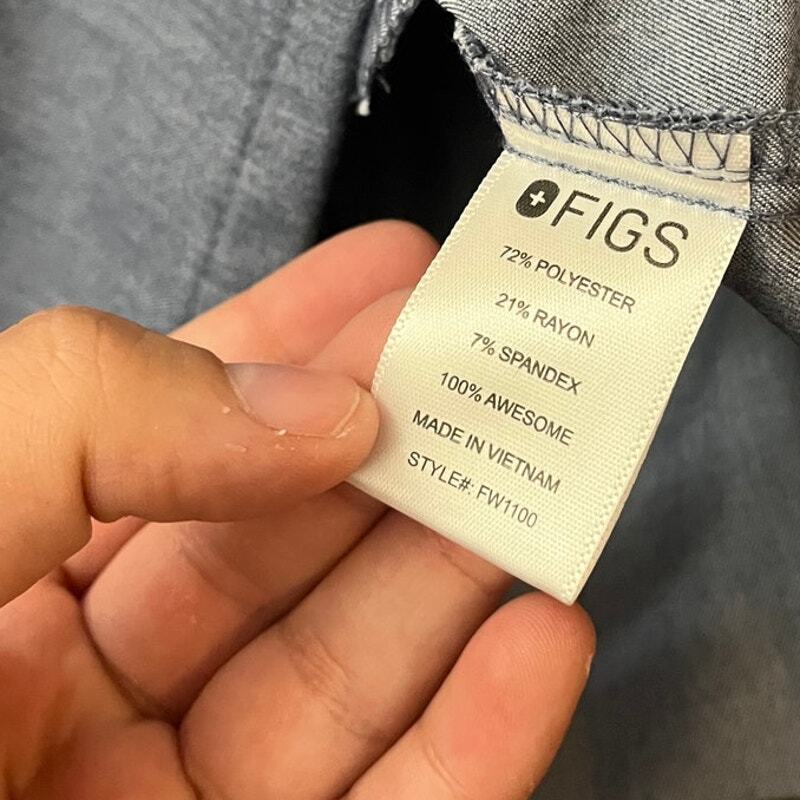 FIGS
72% POLYESTER
21% RAYON
7% SPANDEX
100% AWESOME
MADE IN VIETNAM
STYLE#: FW1100